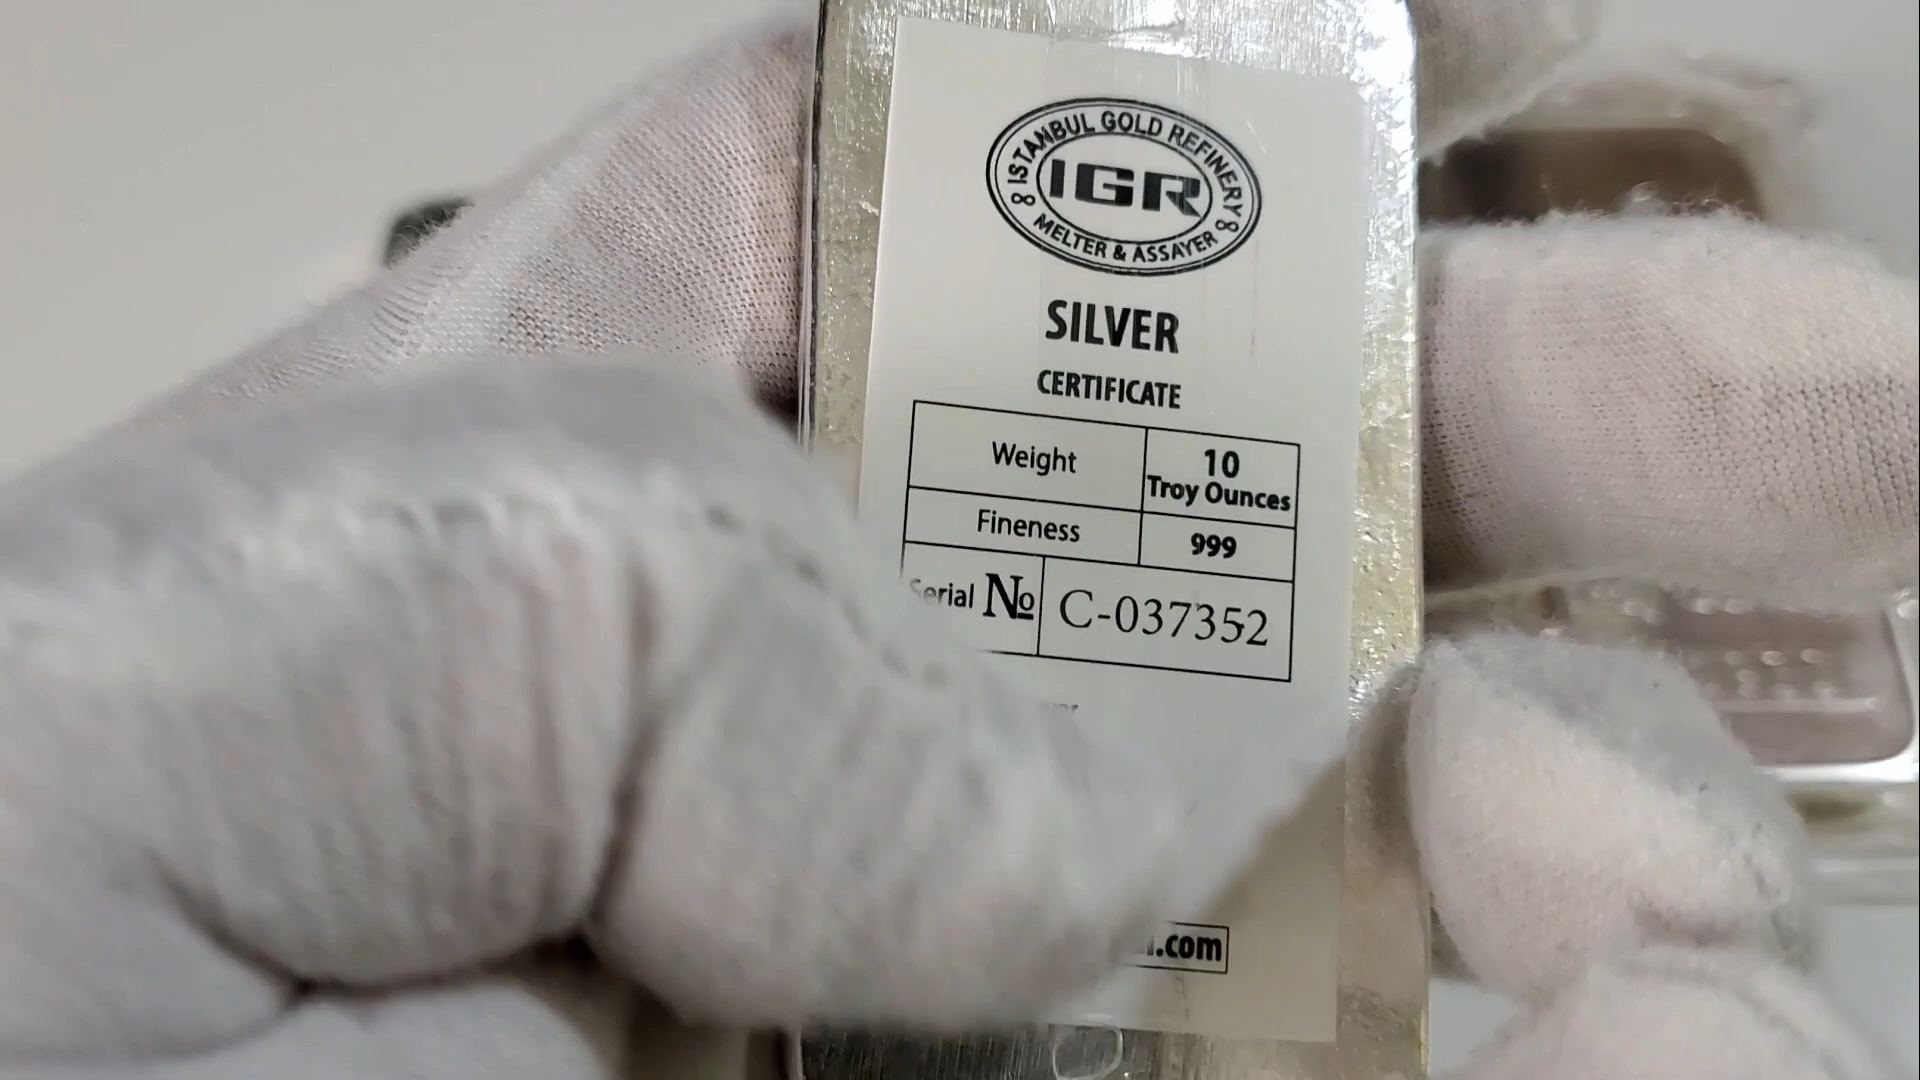 ISTANBUL GOLD REFINERY
IGR
MELTER & ASSAYER
SILVER
CERTIFICATE
Weight
10
Troy Ounces
Fineness
999
Serial №
C-037352
.com